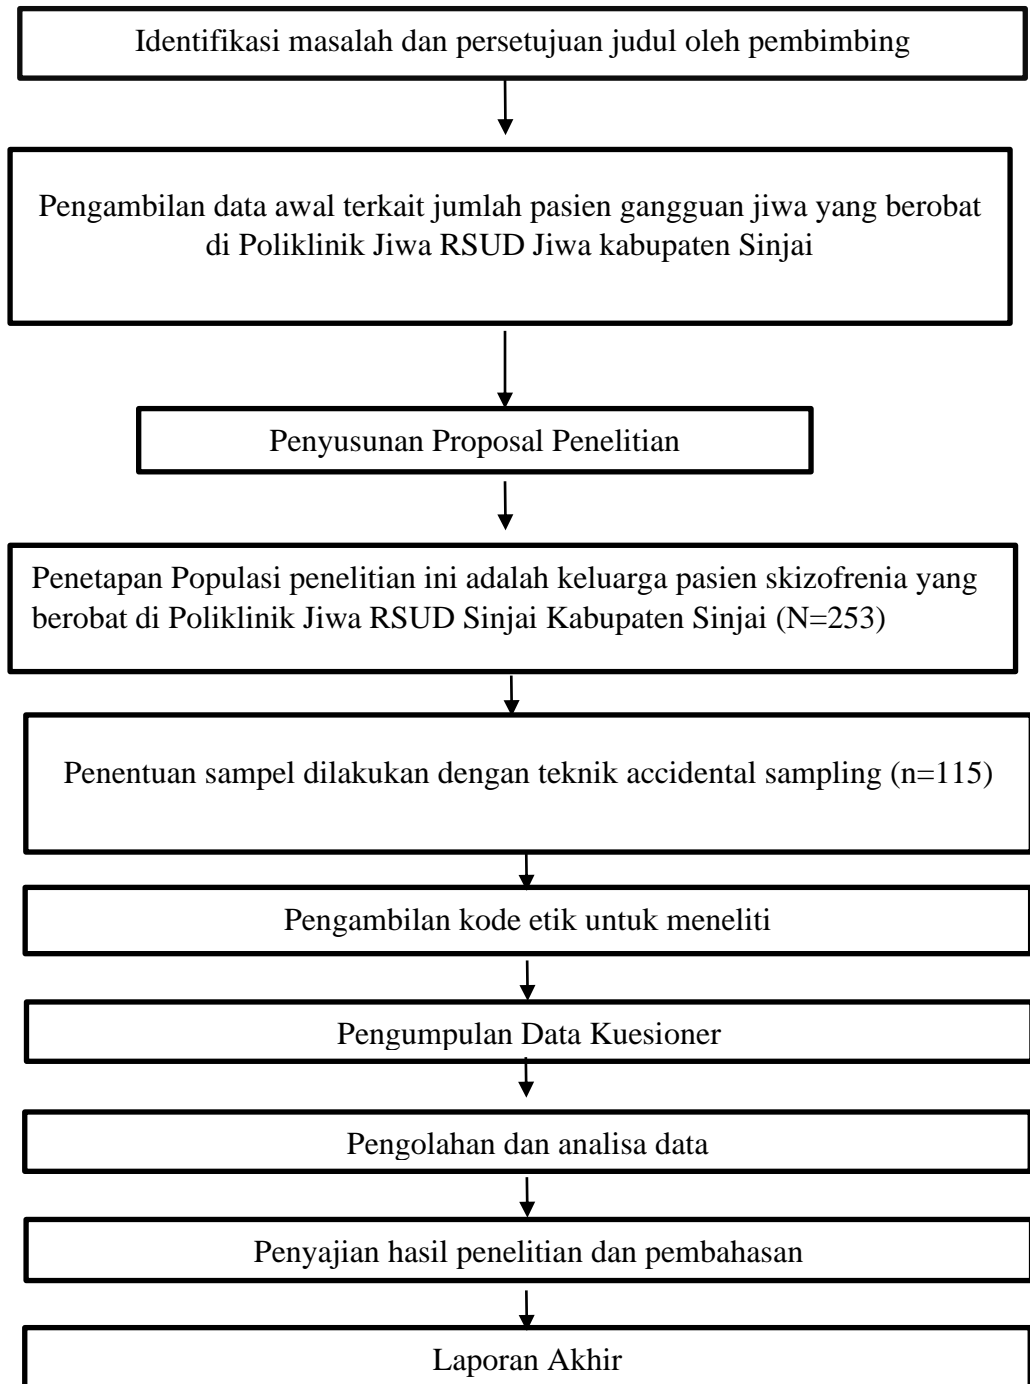 Identifikasi masalah dan persetujuan judul oleh pembimbing
Pengambilan data awal terkait jumlah pasien gangguan jiwa yang berobat
di Poliklinik Jiwa RSUD Jiwa kabupaten Sinjai
Penyusunan Proposal Penelitian
Penetapan Populasi penelitian ini adalah keluarga pasien skizofrenia yang
berobat di Poliklinik Jiwa RSUD Sinjai Kabupaten Sinjai (N=253)
Penentuan sampel dilakukan dengan teknik accidental sampling (n=115)
Pengambilan kode etik untuk meneliti
Pengumpulan Data Kuesioner
Pengolahan dan analisa data
Penyajian hasil penelitian dan pembahasan
Laporan Akhir